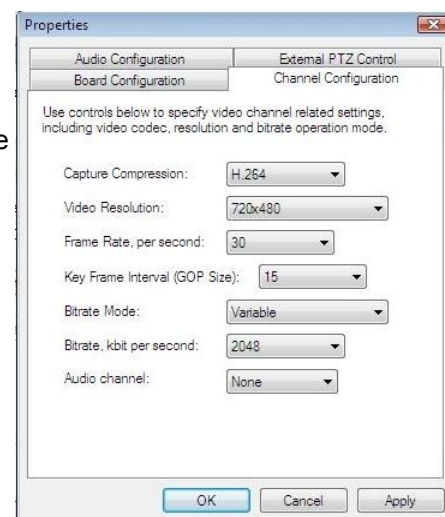 Properties
Audio Configuration External PTZ Control
Board Configuration Channel Configuration
Use controls below to specify video channel related settings,
including video codec, resolution and bitrate operation mode.
e
Capture Compression: H.264
Video Resolution: 720x480
Frame Rate, per second: 30
Key Frame Interval (GOP Size): 15
Bitrate Mode: Variable
Bitrate, kbit per second: 2048
Audio channel: None
OK Cancel Apply